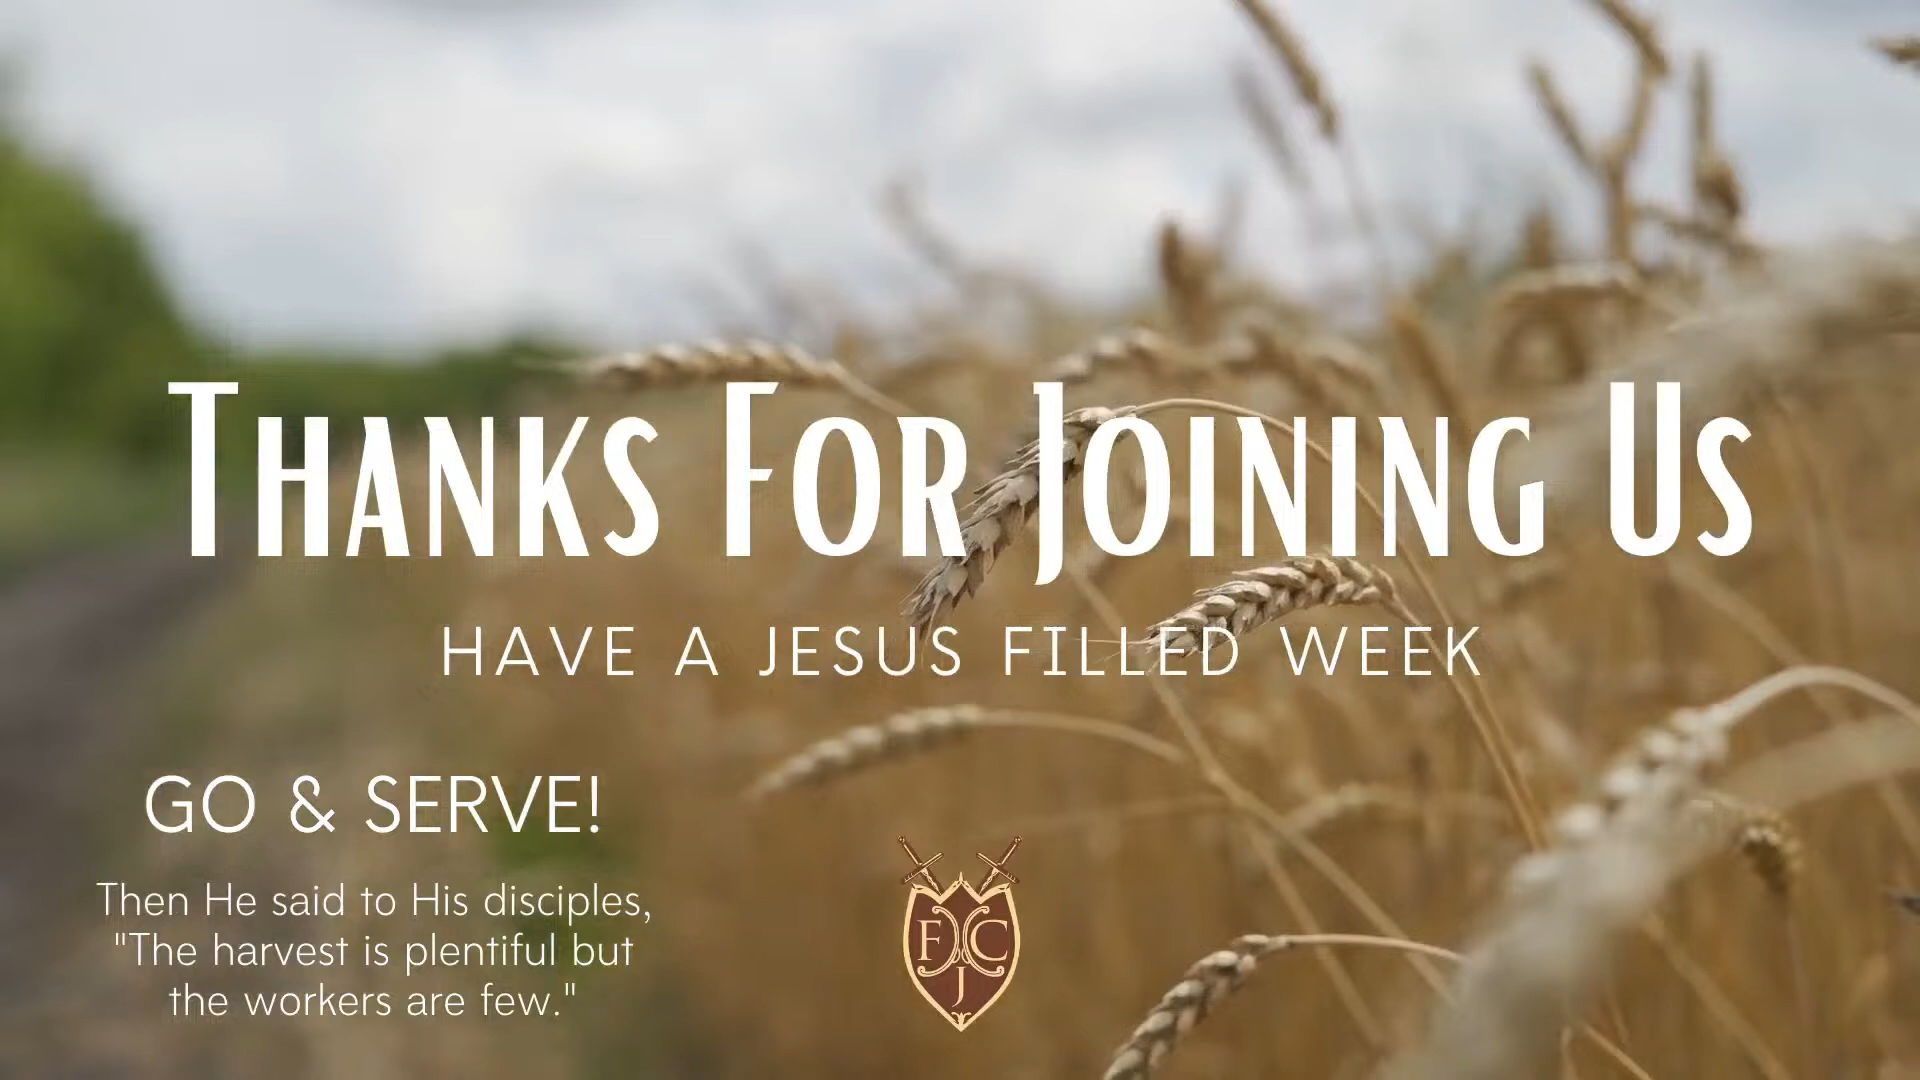 THANKS FOR JOINING US
HAVE A JESUS FILLED WEEK
GO & SERVE!
Then He said to His disciples,
"The harvest is plentiful but
the workers are few."
F C
J